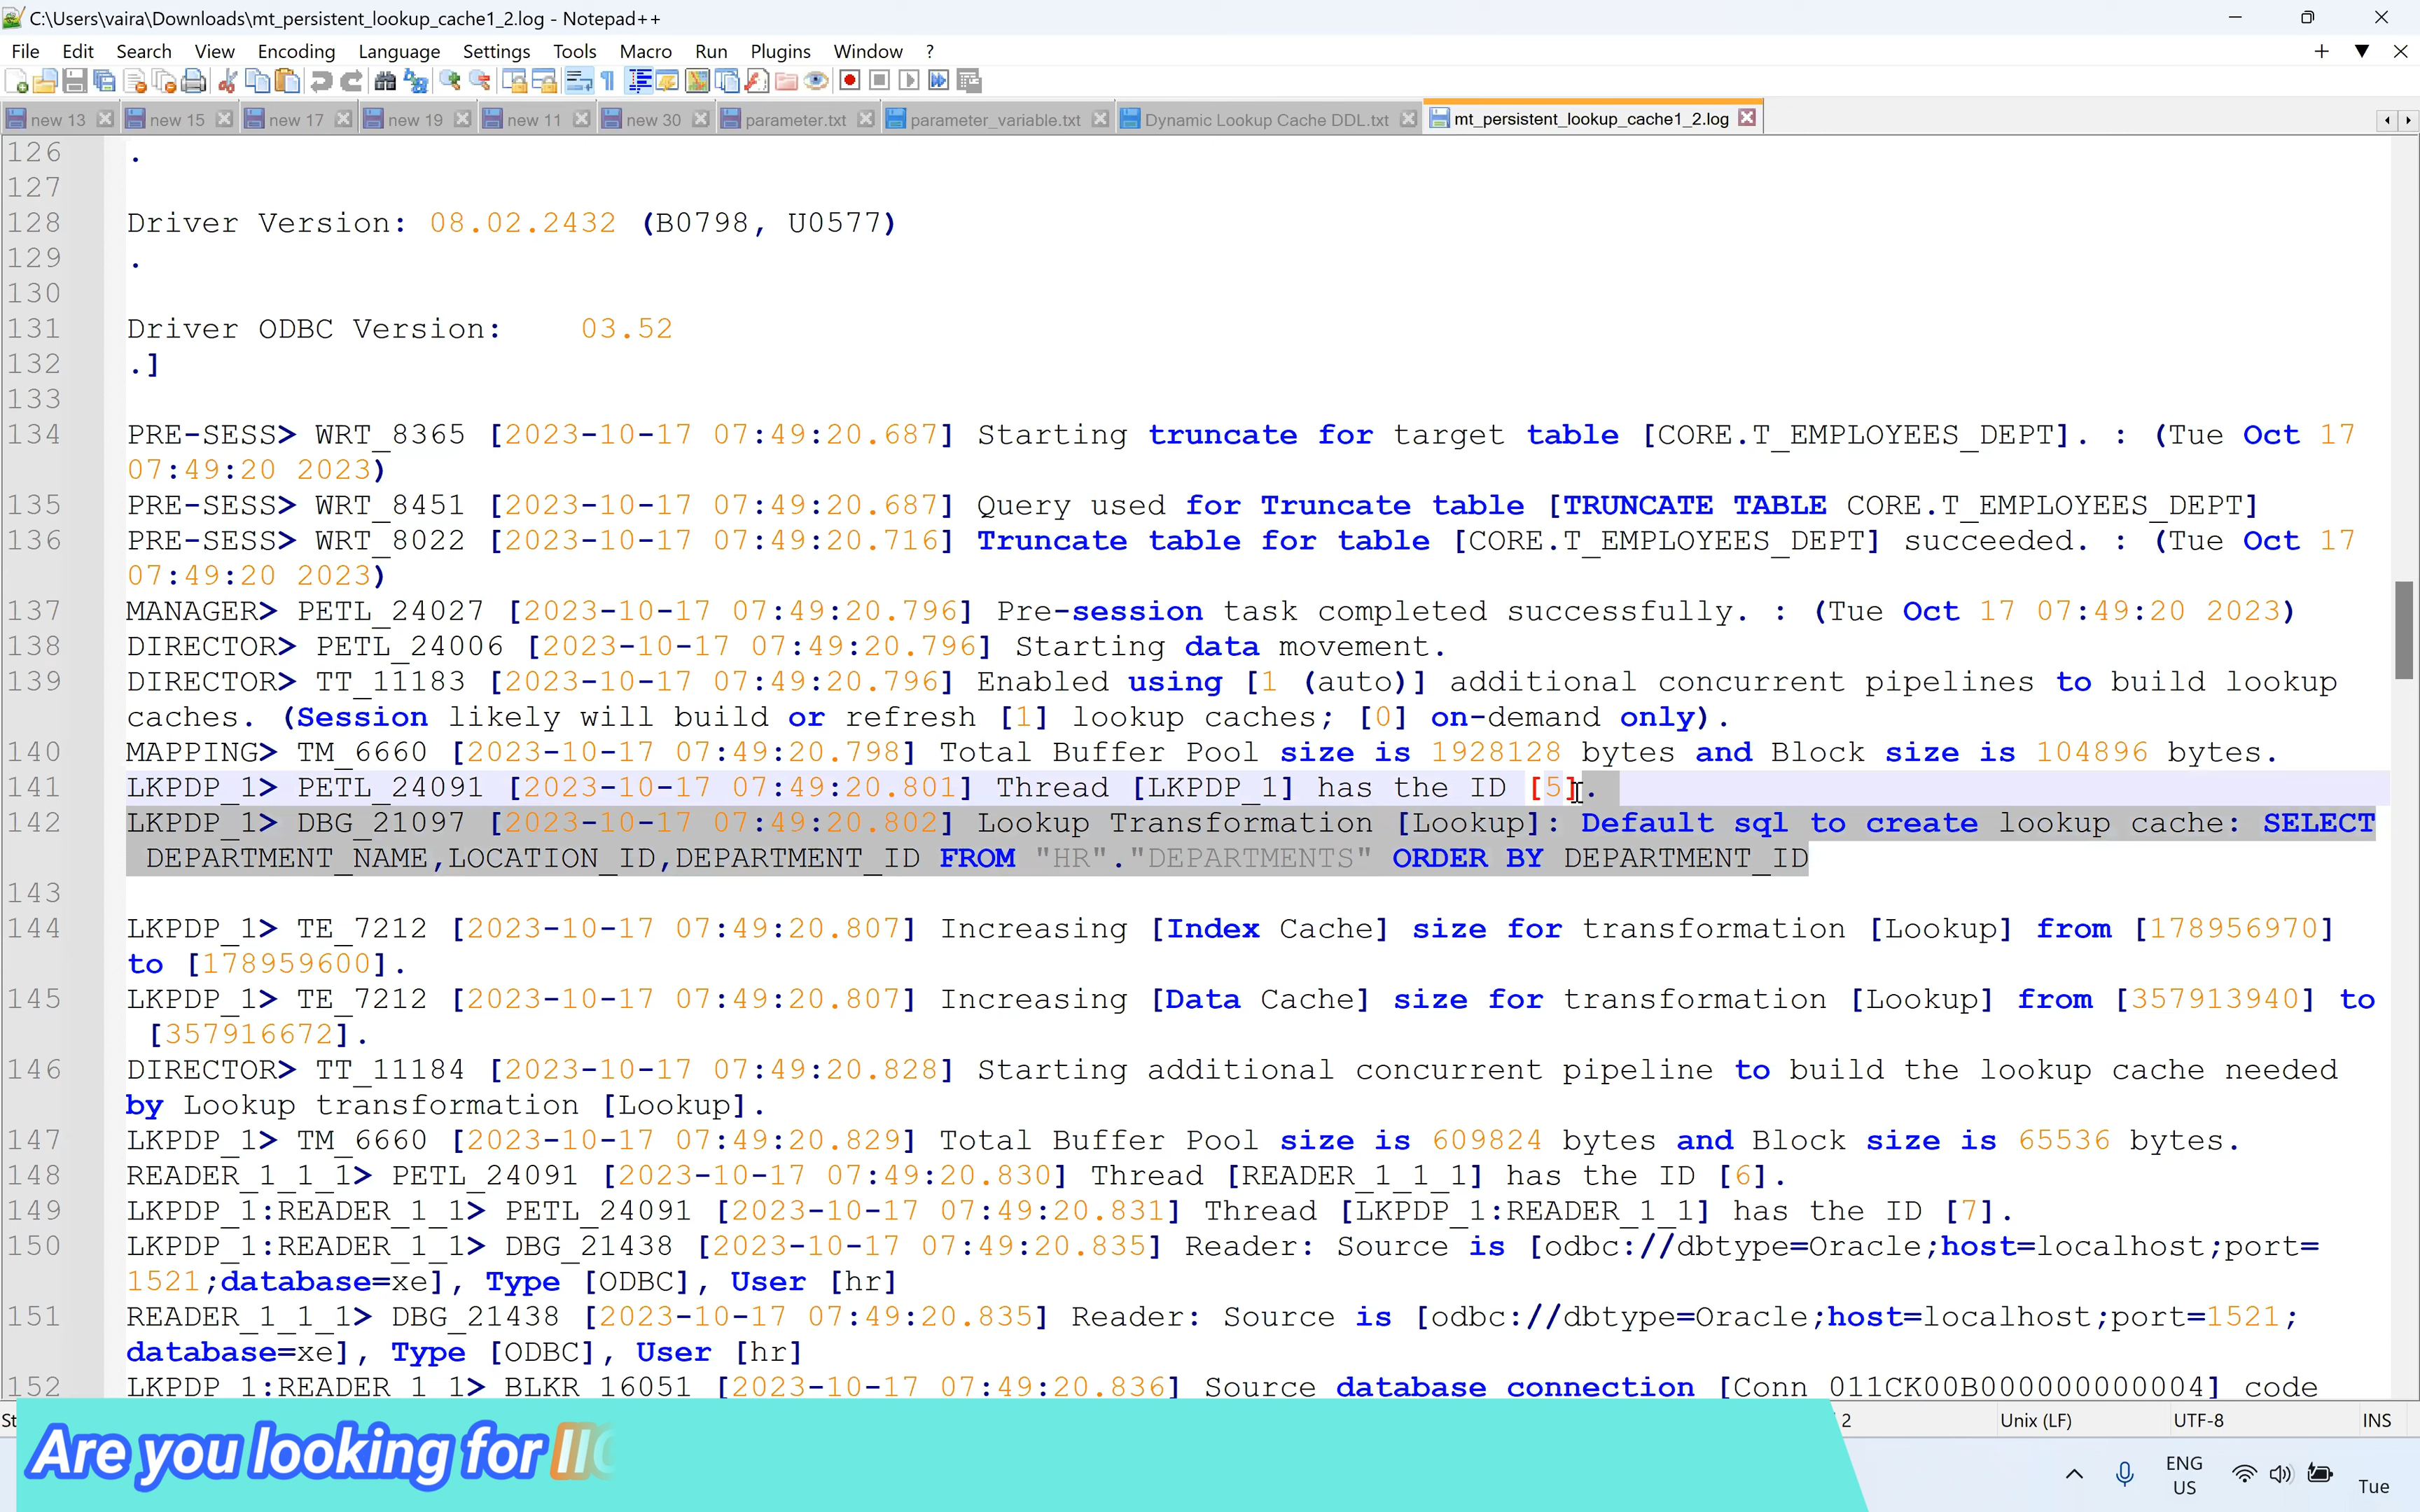 C:\Users\vaira\Downloads\mt_persistent_lookup_cache1_2.log - Notepad++
File Edit Search View Encoding Language Settings Tools Macro Run Plugins Window ?
new 13 new 15 new 17 new 19 new 11 new 30 parameter.txt parameter_variable.txt Dynamic Lookup Cache DDL.txt mt_persistent_lookup_cache1_2.log
126 .
127
128 Driver Version: 08.02.2432 (B0798, U0577)
129 .
130
131 Driver ODBC Version: 03.52
132 .]
133
134 PRE-SESS> WRT_8365 [2023-10-17 07:49:20.687] Starting truncate for target table [CORE.T_EMPLOYEES_DEPT]. : (Tue Oct 17
07:49:20 2023)
135 PRE-SESS> WRT_8451 [2023-10-17 07:49:20.687] Query used for Truncate table [TRUNCATE TABLE CORE.T_EMPLOYEES_DEPT]
136 PRE-SESS> WRT_8022 [2023-10-17 07:49:20.716] Truncate table for table [CORE.T_EMPLOYEES_DEPT] succeeded. : (Tue Oct 17
07:49:20 2023)
137 MANAGER> PETL_24027 [2023-10-17 07:49:20.796] Pre-session task completed successfully. : (Tue Oct 17 07:49:20 2023)
138 DIRECTOR> PETL_24006 [2023-10-17 07:49:20.796] Starting data movement.
139 DIRECTOR> TT_11183 [2023-10-17 07:49:20.796] Enabled using [1 (auto)] additional concurrent pipelines to build lookup
caches. (Session likely will build or refresh [1] lookup caches; [0] on-demand only).
140 MAPPING> TM_6660 [2023-10-17 07:49:20.798] Total Buffer Pool size is 1928128 bytes and Block size is 104896 bytes.
141 LKPDP_1> PETL_24091 [2023-10-17 07:49:20.801] Thread [LKPDP_1] has the ID [5].
142 LKPDP_1> DBG_21097 [2023-10-17 07:49:20.802] Lookup Transformation [Lookup]: Default sql to create lookup cache: SELECT
DEPARTMENT_NAME,LOCATION_ID,DEPARTMENT_ID FROM "HR"."DEPARTMENTS" ORDER BY DEPARTMENT_ID
143
144 LKPDP_1> TE_7212 [2023-10-17 07:49:20.807] Increasing [Index Cache] size for transformation [Lookup] from [178956970]
to [178959600].
145 LKPDP_1> TE_7212 [2023-10-17 07:49:20.807] Increasing [Data Cache] size for transformation [Lookup] from [357913940] to
[357916672].
146 DIRECTOR> TT_11184 [2023-10-17 07:49:20.828] Starting additional concurrent pipeline to build the lookup cache needed
by Lookup transformation [Lookup].
147 LKPDP_1> TM_6660 [2023-10-17 07:49:20.829] Total Buffer Pool size is 609824 bytes and Block size is 65536 bytes.
148 READER_1_1_1> PETL_24091 [2023-10-17 07:49:20.830] Thread [READER_1_1_1] has the ID [6].
149 LKPDP_1:READER_1_1> PETL_24091 [2023-10-17 07:49:20.831] Thread [LKPDP_1:READER_1_1] has the ID [7].
150 LKPDP_1:READER_1_1> DBG_21438 [2023-10-17 07:49:20.835] Reader: Source is [odbc://dbtype=Oracle;host=localhost;port=
1521;database=xe], Type [ODBC], User [hr]
151 READER_1_1_1> DBG_21438 [2023-10-17 07:49:20.835] Reader: Source is [odbc://dbtype=Oracle;host=localhost;port=1521;
database=xe], Type [ODBC], User [hr]
152 LKPDP_1:READER_1_1> BLKR_16051 [2023-10-17 07:49:20.836] Source database connection [Conn_011CK00B000000000004] code
St 2 Unix (LF) UTF-8 INS
Are you looking for
ENG
US
Tue